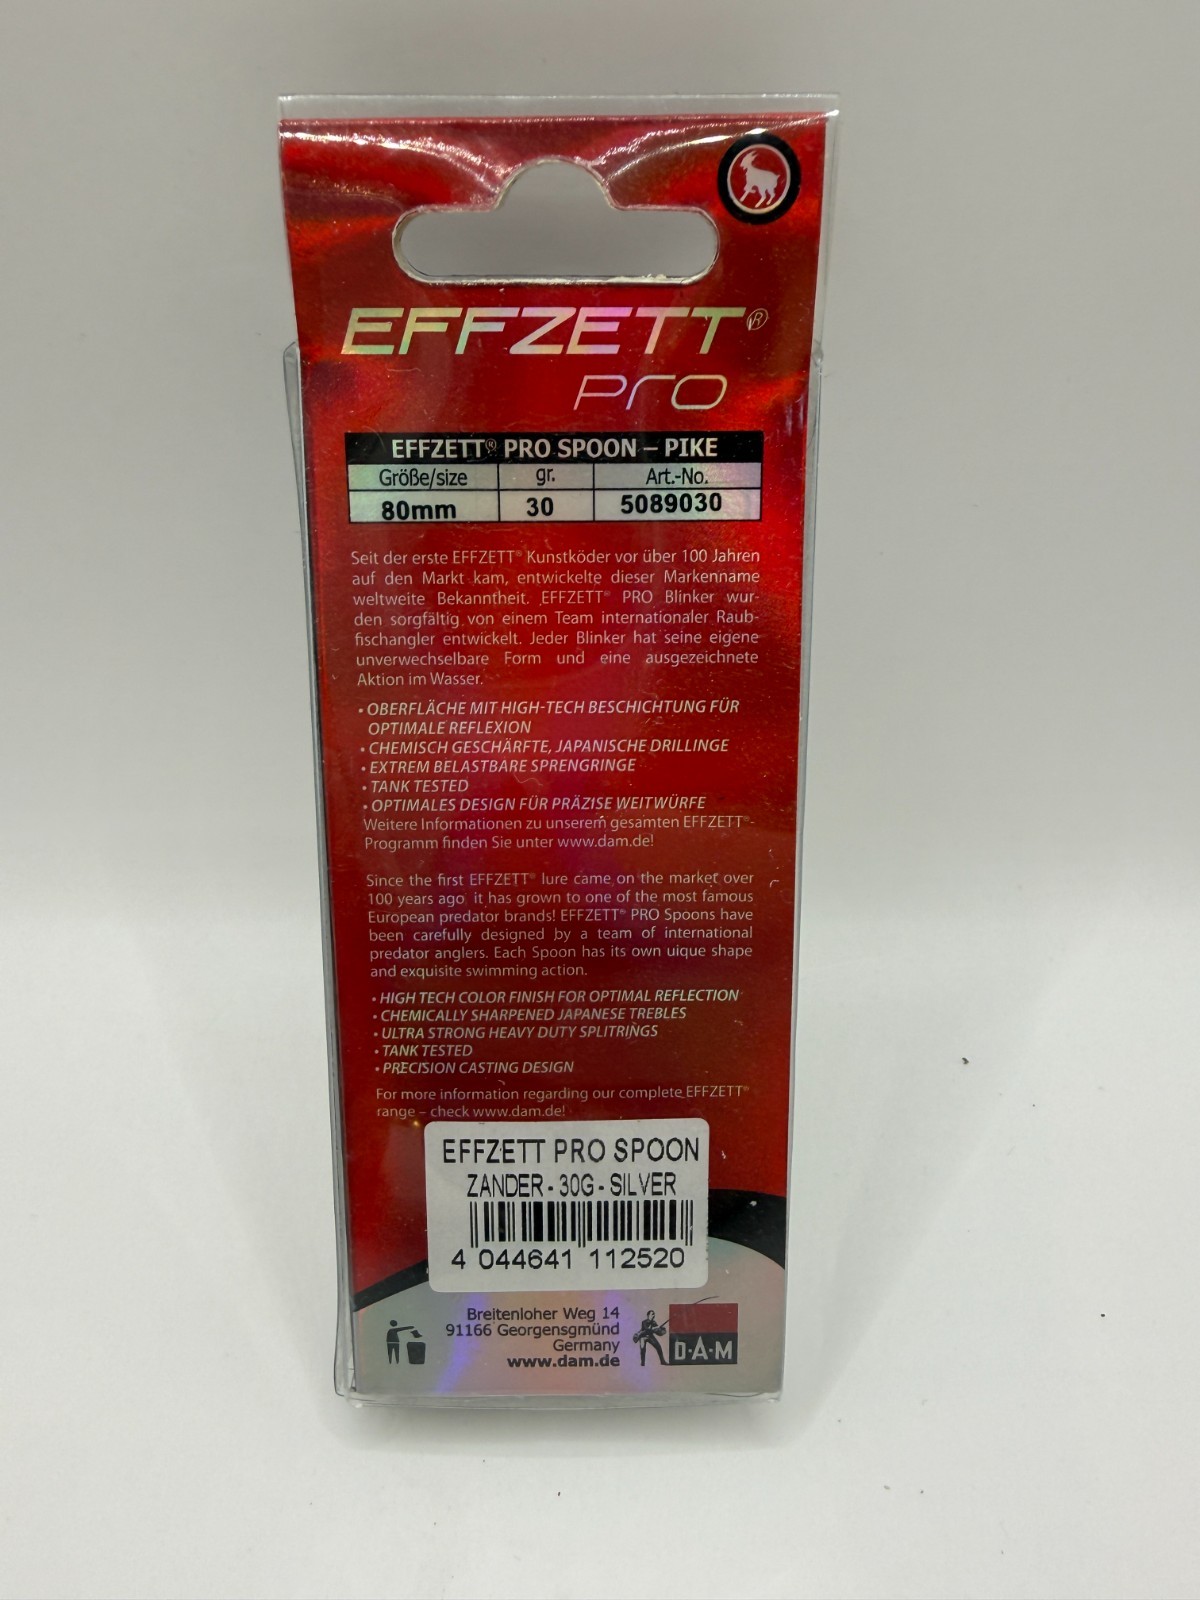 EFFZETT®
PRO
EFFZETT® PRO SPOON – PIKE
Größe/size gr. Art.-No.
80mm 30 5089030
Seit der erste EFFZETT® Kunstköder vor über 100 Jahren
auf den Markt kam, entwickelte dieser Markenname
weltweite Bekanntheit. EFFZETT® PRO Blinker wur-
den sorgfältig von einem Team internationaler Raub-
fischangler entwickelt. Jeder Blinker hat seine eigene
unverwechselbare Form und eine ausgezeichnete
Aktion im Wasser.
• OBERFLÄCHE MIT HIGH-TECH BESCHICHTUNG FÜR
OPTIMALE REFLEXION
• CHEMISCH GESCHÄRFTE, JAPANISCHE DRILLINGE
• EXTREM BELASTBARE SPRENGRINGE
• TANK TESTED
• OPTIMALES DESIGN FÜR PRÄZISE WEITWÜRFE
Weitere Informationen zu unserem gesamten EFFZETT®-
Programm finden Sie unter www.dam.de!
Since the first EFFZETT® lure came on the market over
100 years ago it has grown to one of the most famous
European predator brands! EFFZETT® PRO Spoons have
been carefully designed by a team of international
predator anglers. Each Spoon has its own uique shape
and exquisite swimming action.
• HIGH TECH COLOR FINISH FOR OPTIMAL REFLECTION
• CHEMICALLY SHARPENED JAPANESE TREBLES
• ULTRA STRONG HEAVY DUTY SPLITRINGS
• TANK TESTED
• PRECISION CASTING DESIGN
For more information regarding our complete EFFZETT®
range – check www.dam.de!
EFFZETT PRO SPOON
ZANDER - 30G - SILVER
4 044641 112520
Breitenloher Weg 14
91166 Georgensgmünd
Germany
www.dam.de
D·A·M